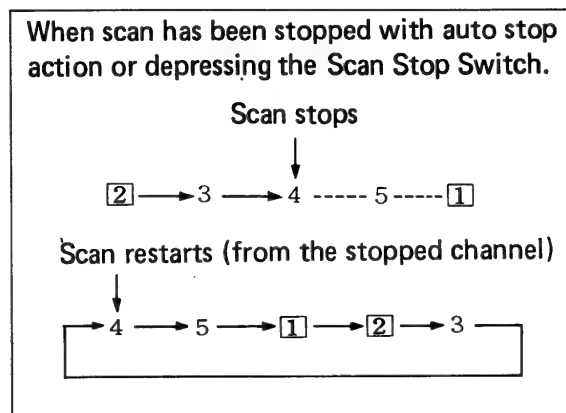 When scan has been stopped with auto stop
action or depressing the Scan Stop Switch.
Scan stops
2 3 4 5 1
Scan restarts (from the stopped channel)
4 5 1 2 3